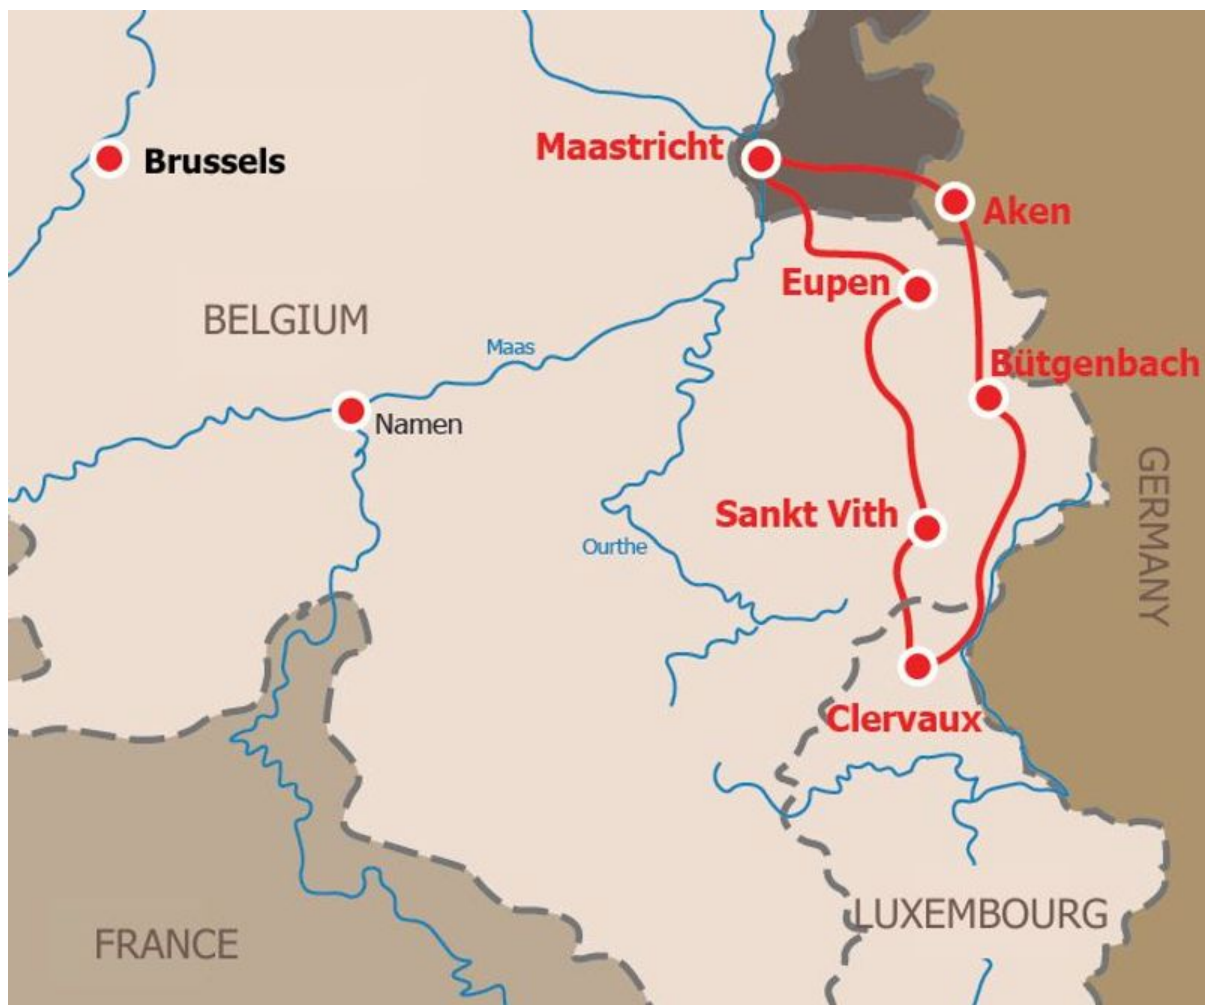 Maastricht
Brussels
Aken
Eupen
BELGIUM
Maas
Bütgenbach
Namen
GERMANY
Sankt Vith
Ourthe
Clervaux
LUXEMBOURG
FRANCE